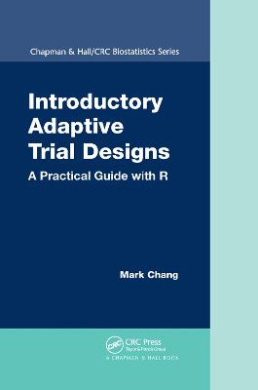 Chapman & Hall/CRC Biostatistics Series
Introductory
Adaptive
Trial Designs
A Practical Guide with R
Mark Chang
CRC
CRC Press
Taylor & Francis Group
A CHAPMAN & HALL BOOK